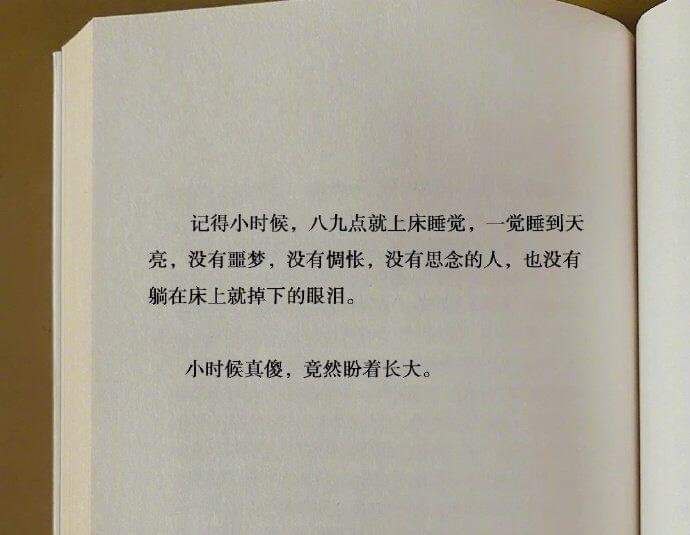 记得小时候，八九点就上床睡觉，一觉睡到天
亮，没有噩梦，没有惆怅，没有思念的人，也没有
躺在床上就掉下的眼泪。
小时候真傻，竟然盼着长大。